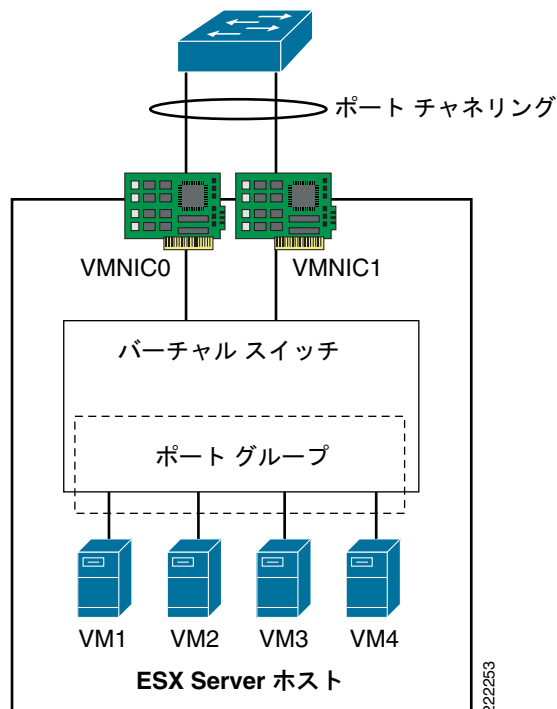 ポート チャネリング
VMNIC0
VMNIC1
バーチャル スイッチ
ポート グループ
VM1
VM2
VM3
VM4
ESX Server ホスト
222253